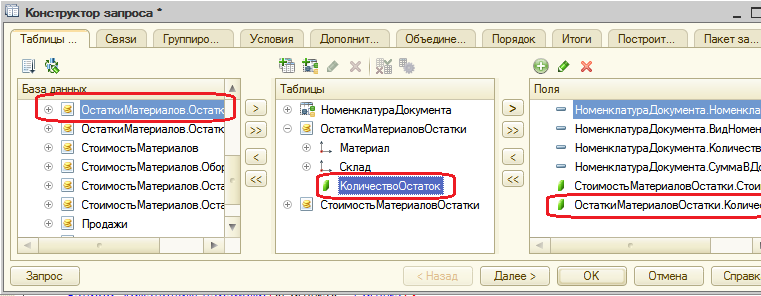 Конструктор запроса *
Таблицы ...
Связи
Группиро...
Условия
Дополнит...
Объедине...
Порядок
Итоги
Построит...
Пакет за...
База данных
ОстаткиМатериалов.Остатк
ОстаткиМатериалов.Остатк
СтоимостьМатериалов
СтоимостьМатериалов.Обор
СтоимостьМатериалов.Оста
СтоимостьМатериалов.Оста
Продажи
>
>>
<
<<
Таблицы
НоменклатураДокумента
ОстаткиМатериаловОстатки
Материал
Склад
КоличествоОстаток
СтоимостьМатериаловОстатки
>
>>
<
<<
Поля
НоменклатураДокумента.Номенкла
НоменклатураДокумента.ВидНомен
НоменклатураДокумента.Количеств
НоменклатураДокумента.СуммаВД
СтоимостьМатериаловОстатки.Стои
ОстаткиМатериаловОстатки.Количе
Запрос
< Назад
Далее >
OK
Отмена
Справк